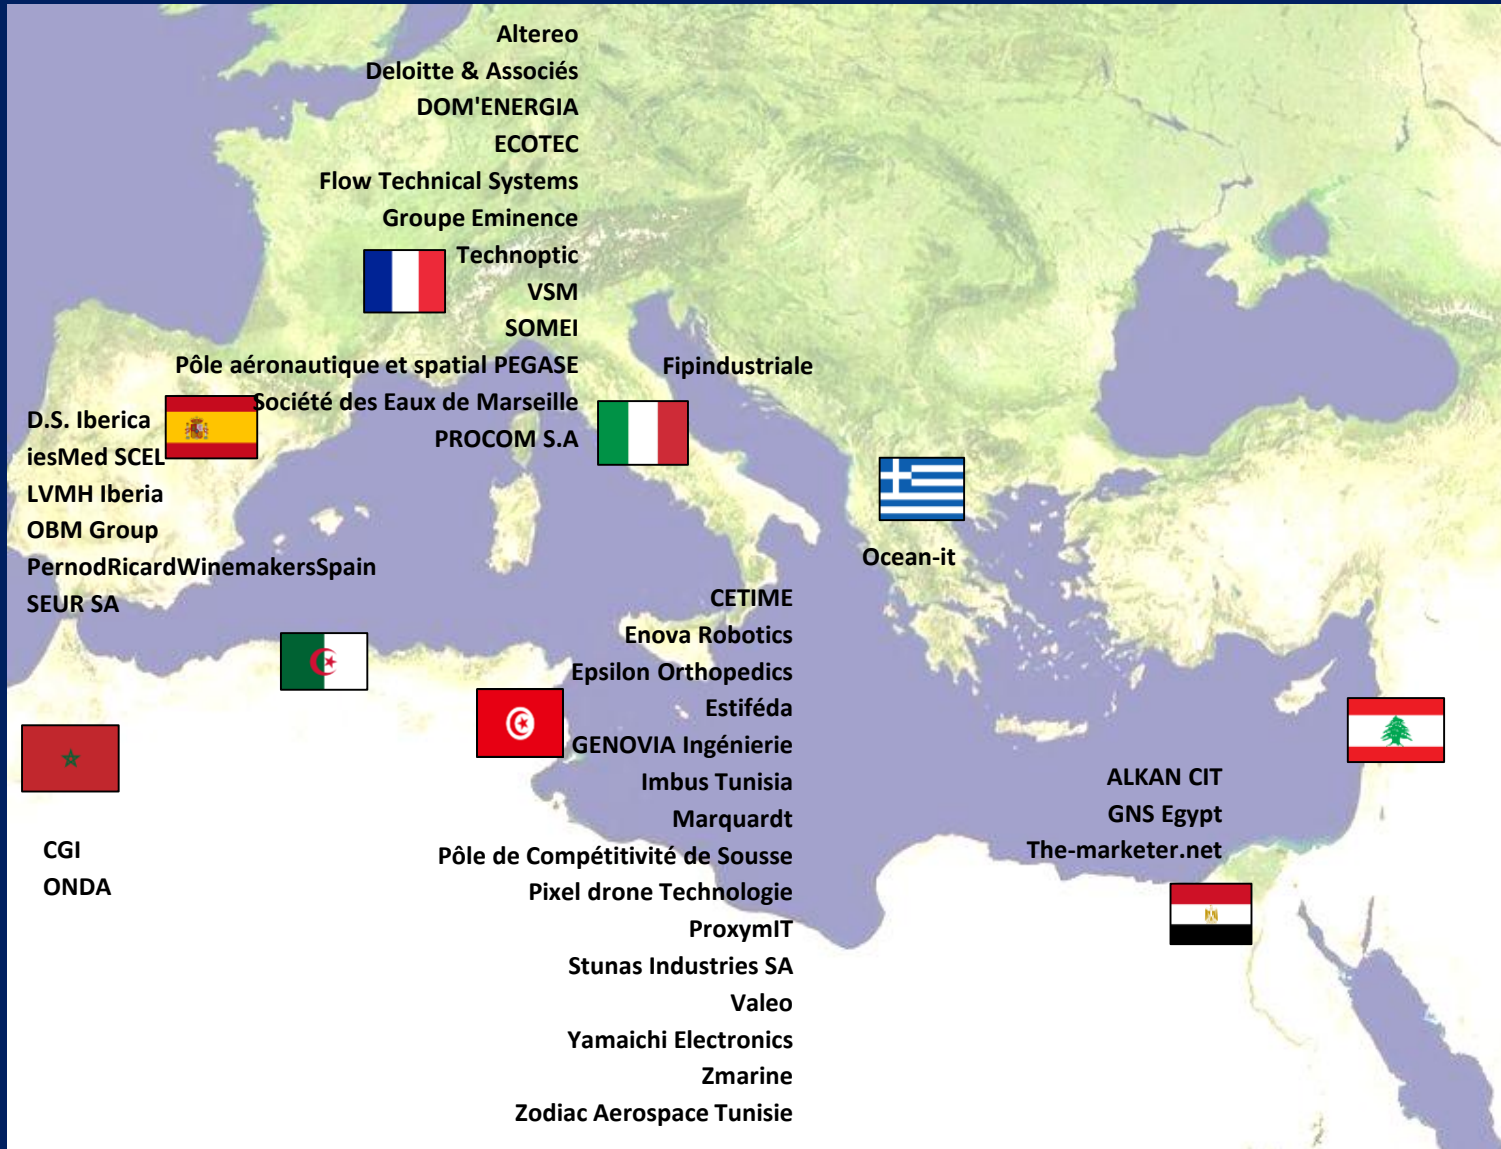 Altereo
Deloitte & Associés
DOM'ENERGIA
ECOTEC
Flow Technical Systems
Groupe Eminence
Technoptic
VSM
SOMEI
Pôle aéronautique et spatial PEGASE
Société des Eaux de Marseille
PROCOM S.A
Fipindustriale
D.S. Iberica
iesMed SCEL
LVMH Iberia
OBM Group
PernodRicardWinemakersSpain
SEUR SA
Ocean-it
CETIME
Enova Robotics
Epsilon Orthopedics
Estiféda
GENOVIA Ingénierie
Imbus Tunisia
Marquardt
Pôle de Compétitivité de Sousse
Pixel drone Technologie
ProxymIT
Stunas Industries SA
Valeo
Yamaichi Electronics
Zmarine
Zodiac Aerospace Tunisie
ALKAN CIT
GNS Egypt
The-marketer.net
CGI
ONDA